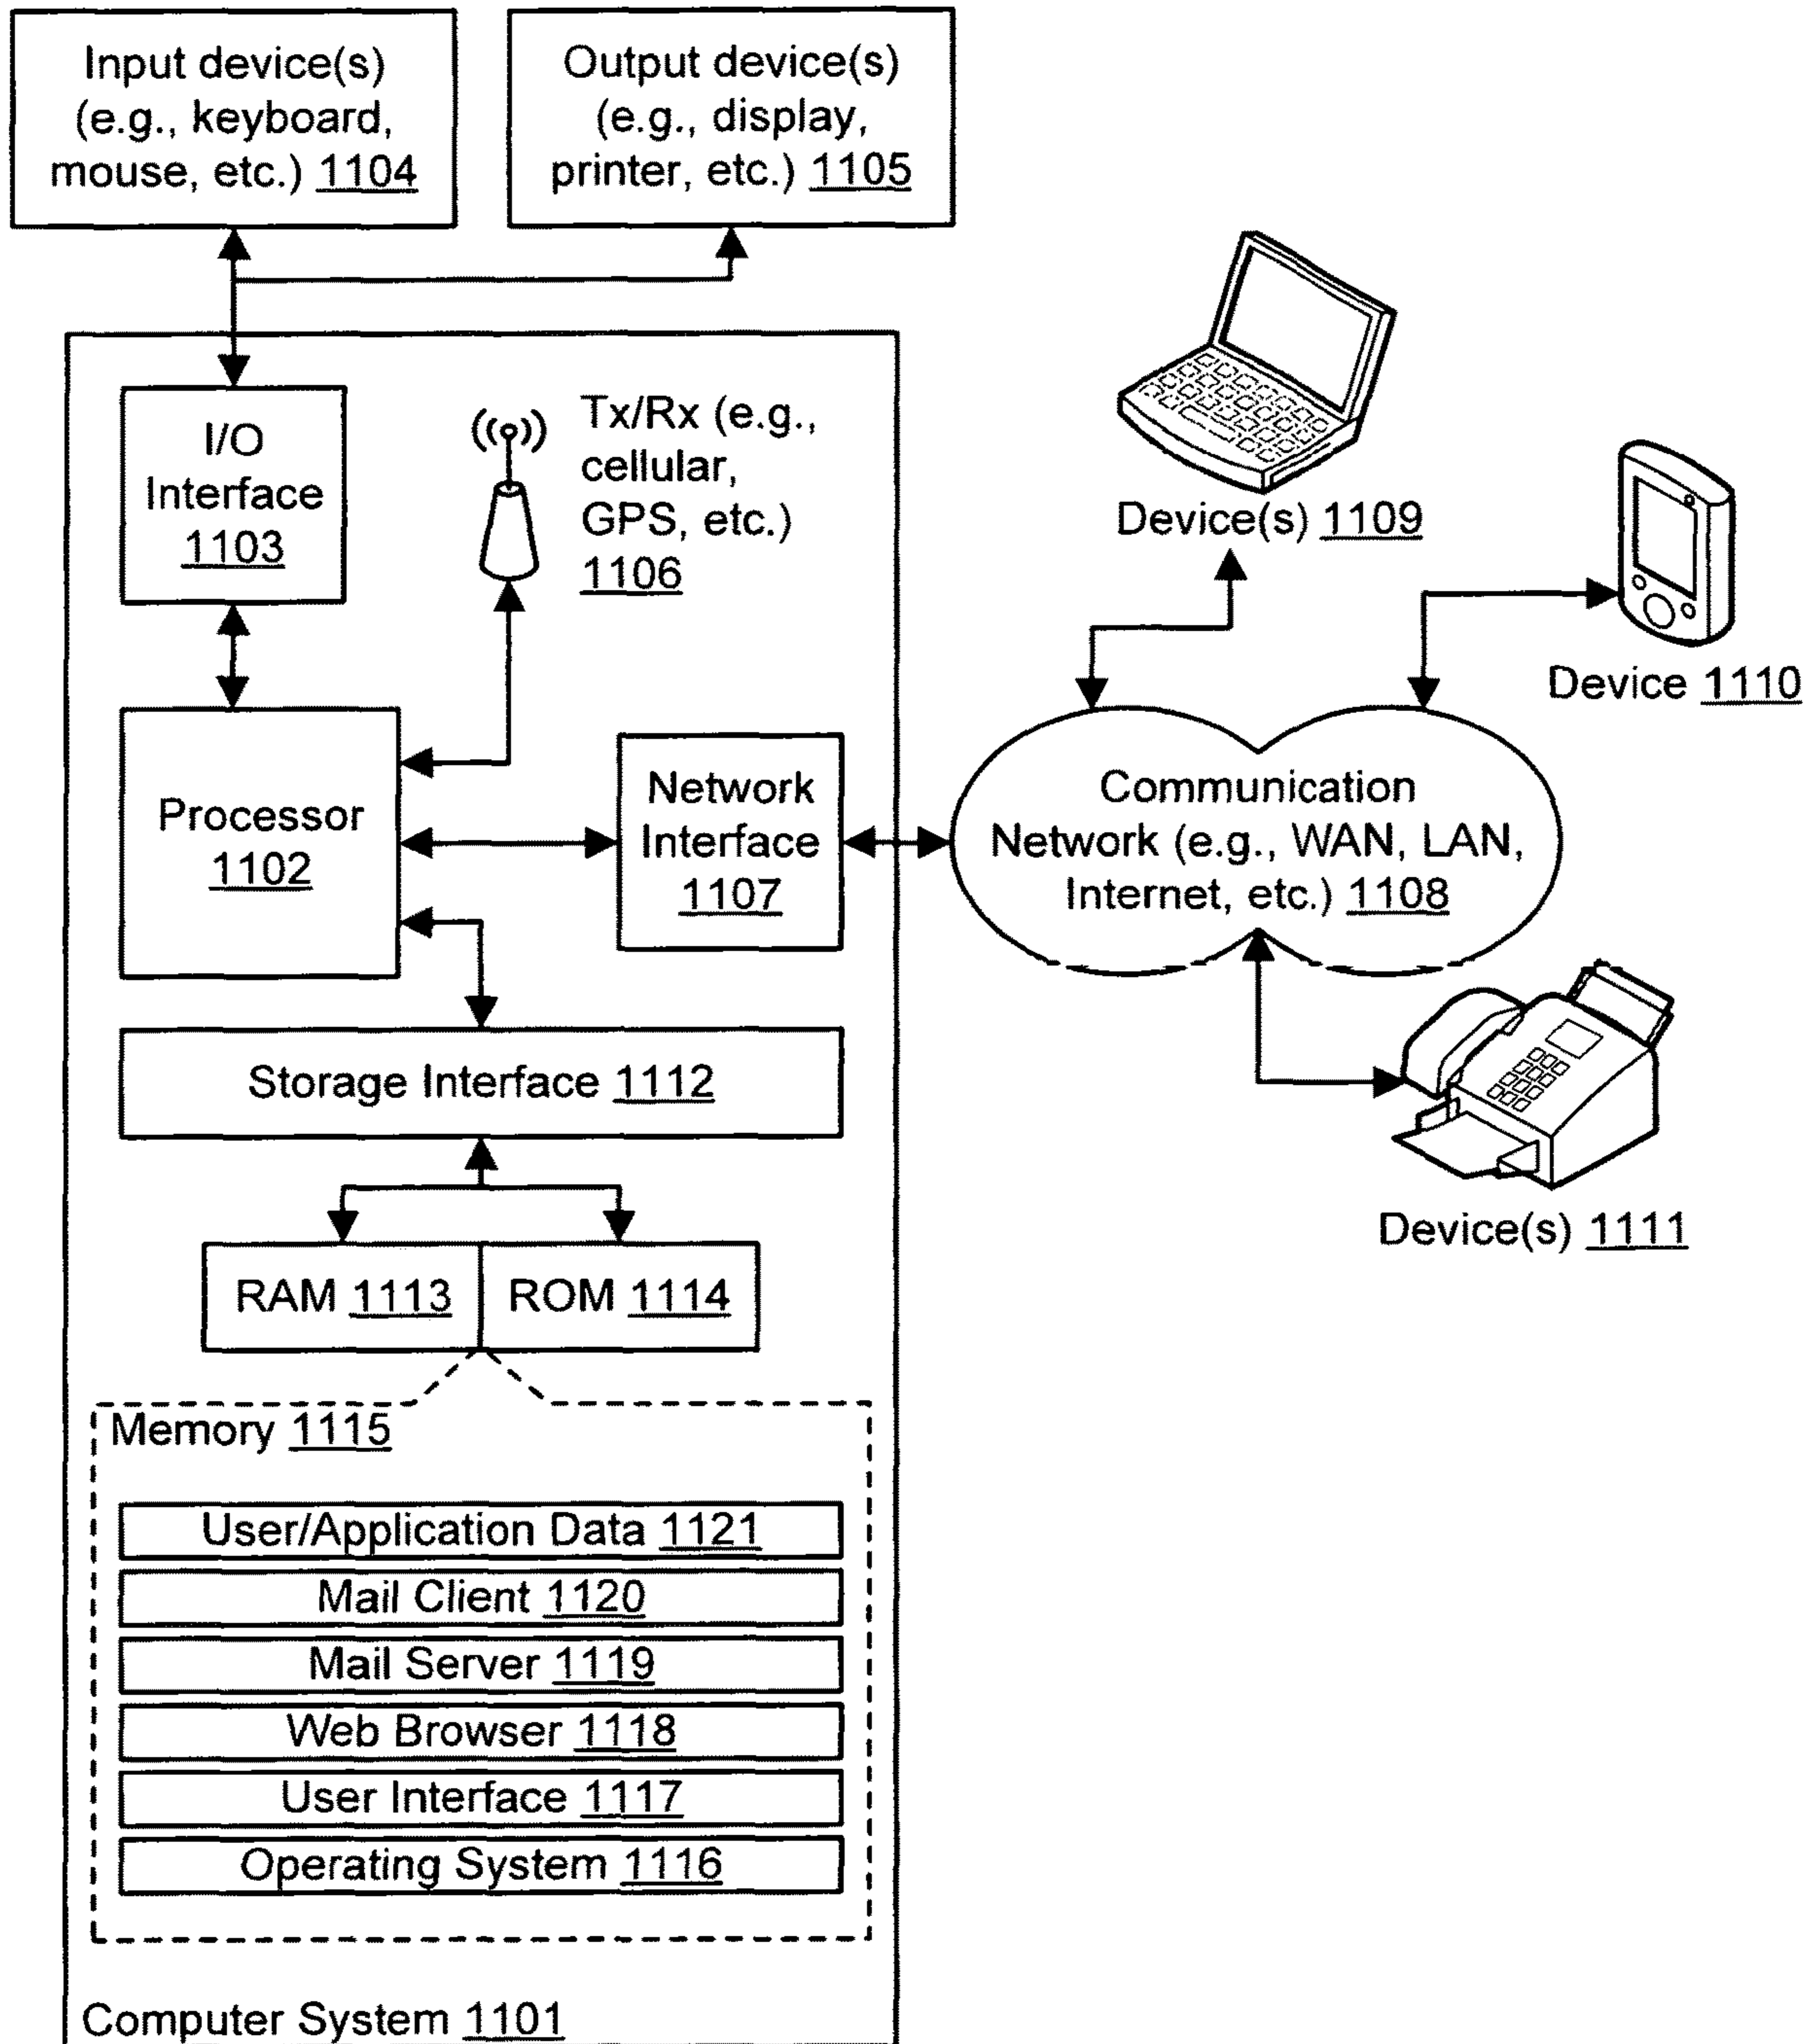 Input device(s)
(e.g., keyboard,
mouse, etc.) 1104
Output device(s)
(e.g., display,
printer, etc.) 1105
I/O
Interface
1103
Tx/Rx (e.g.,
cellular,
GPS, etc.)
1106
Device(s) 1109
Device 1110
Processor
1102
Network
Interface
1107
Communication
Network (e.g., WAN, LAN,
Internet, etc.) 1108
Storage Interface 1112
Device(s) 1111
RAM 1113
ROM 1114
Memory 1115
User/Application Data 1121
Mail Client 1120
Mail Server 1119
Web Browser 1118
User Interface 1117
Operating System 1116
Computer System 1101